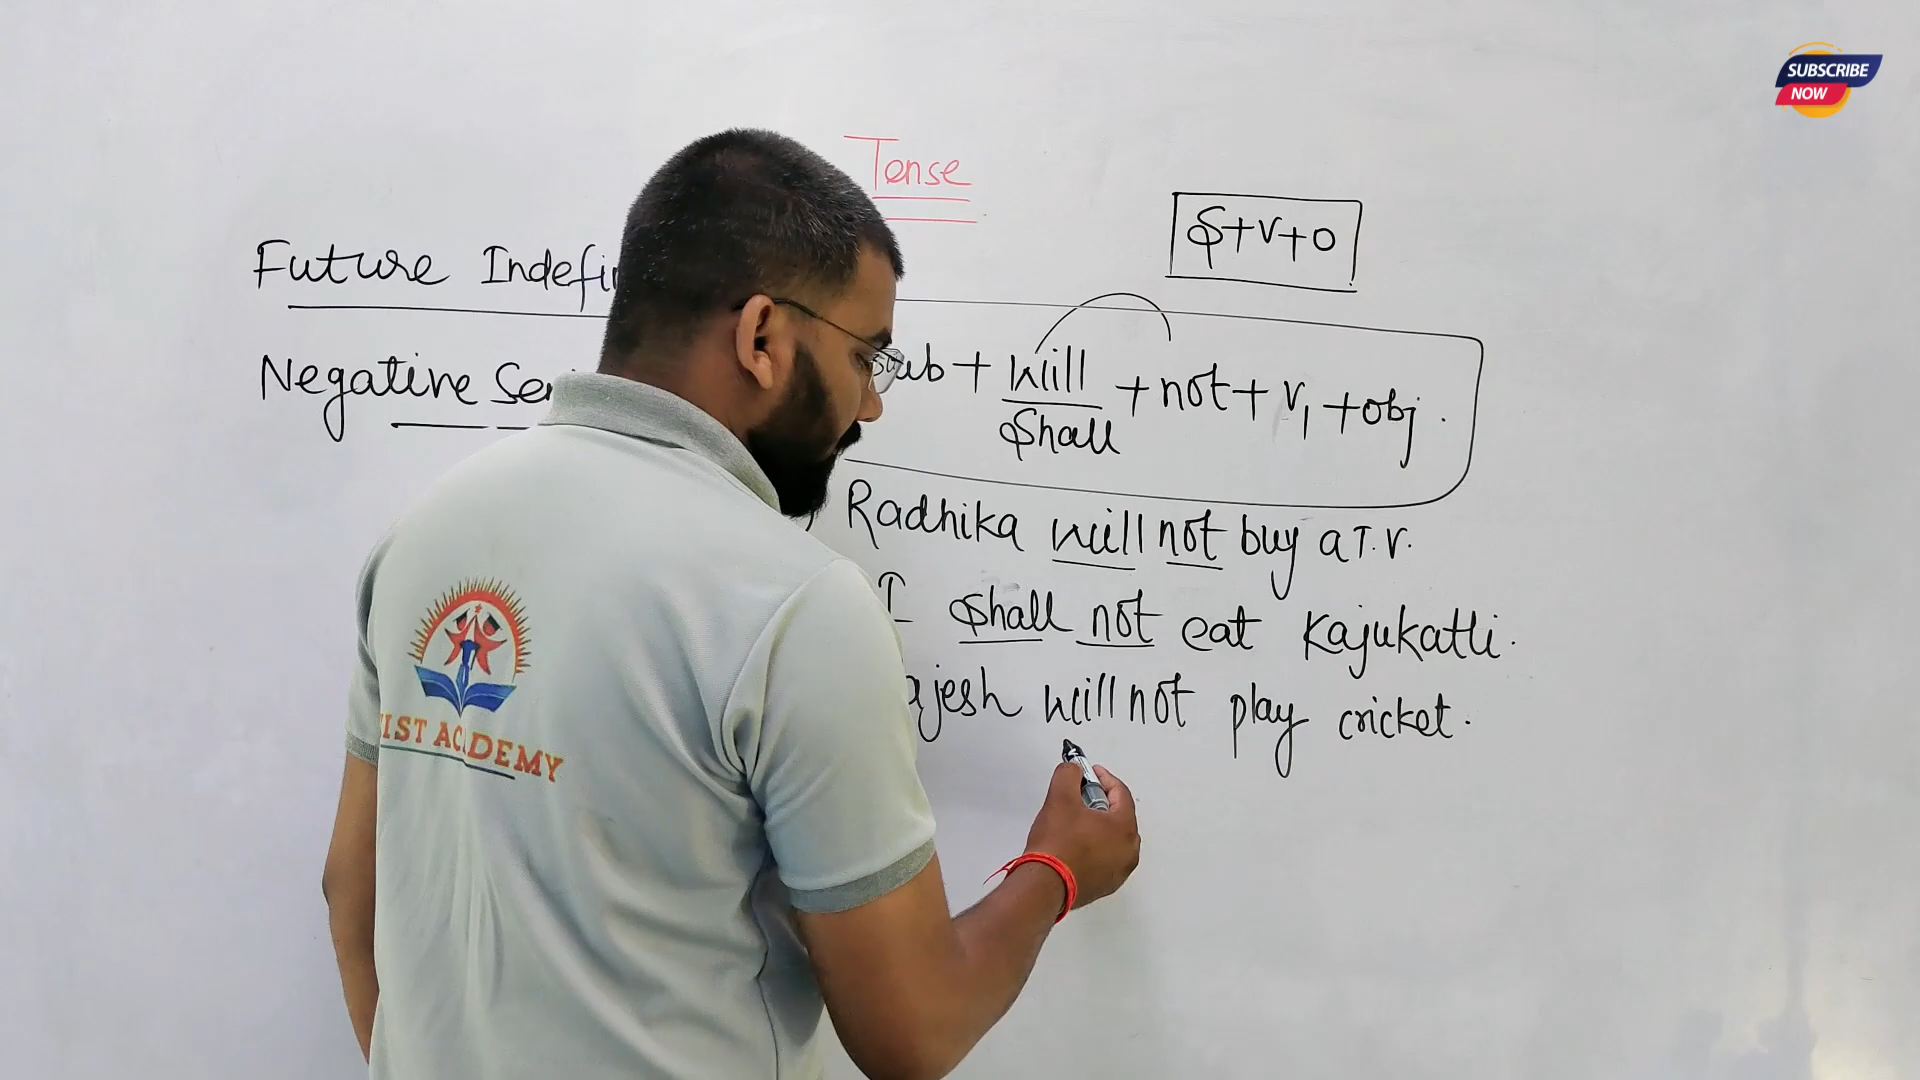 SUBSCRIBE
NOW
Tense
S+V+O
Future Indefi
Negative Sen
sub + will + not + V1 + obj.
shall
Radhika will not buy a T.V.
I shall not eat Kajukatli.
ajesh will not play cricket.
IST ACADEMY